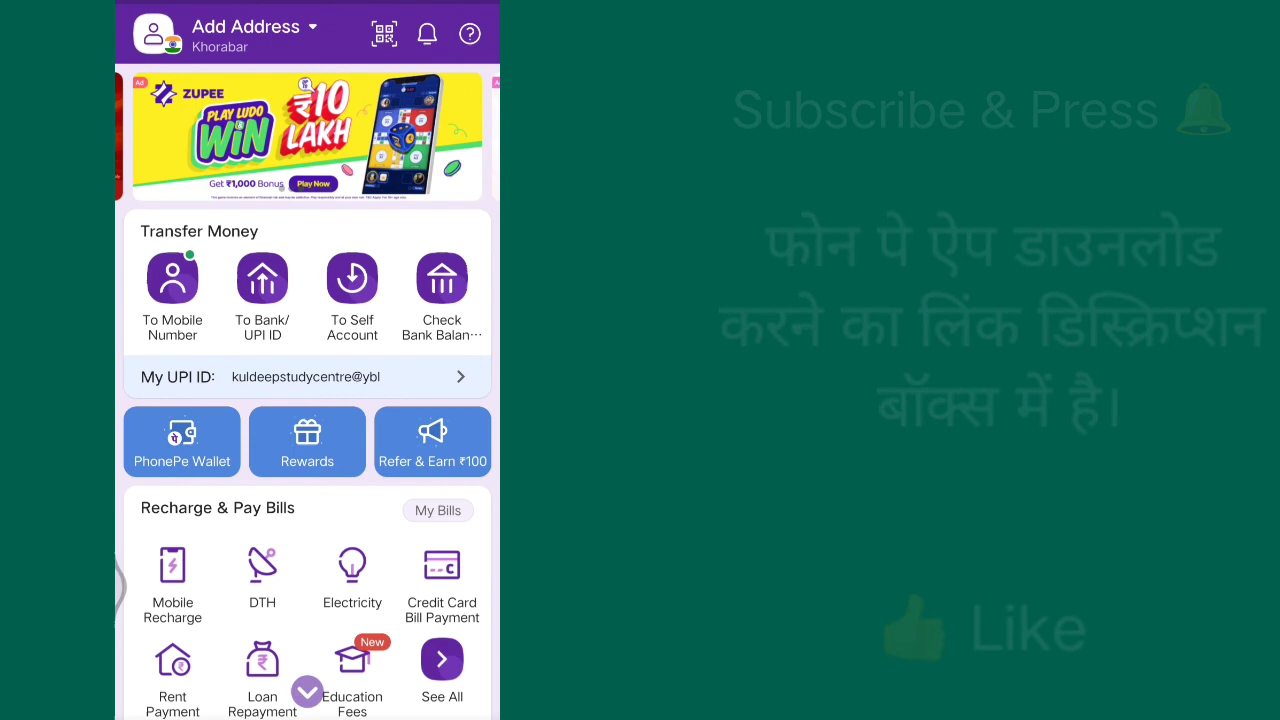 Add Address
Khorabar
Ad
ZUPEE
PLAY LUDO
& WIN
UP TO
₹10
LAKH
Get ₹1,000 Bonus
Play Now
Transfer Money
To Mobile
Number
To Bank/
UPI ID
To Self
Account
Check
Bank Balan⋯
My UPI ID: kuldeepstudycentre@ybl
PhonePe Wallet
Rewards
Refer & Earn ₹100
Recharge & Pay Bills
My Bills
Mobile
Recharge
DTH
Electricity
Credit Card
Bill Payment
Rent
Payment
Loan
Repayment
New
Education
Fees
See All
Subscribe & Press
फोन पे ऐप डाउनलोड
करने का लिंक डिस्क्रिप्शन
बॉक्स में है।
Like